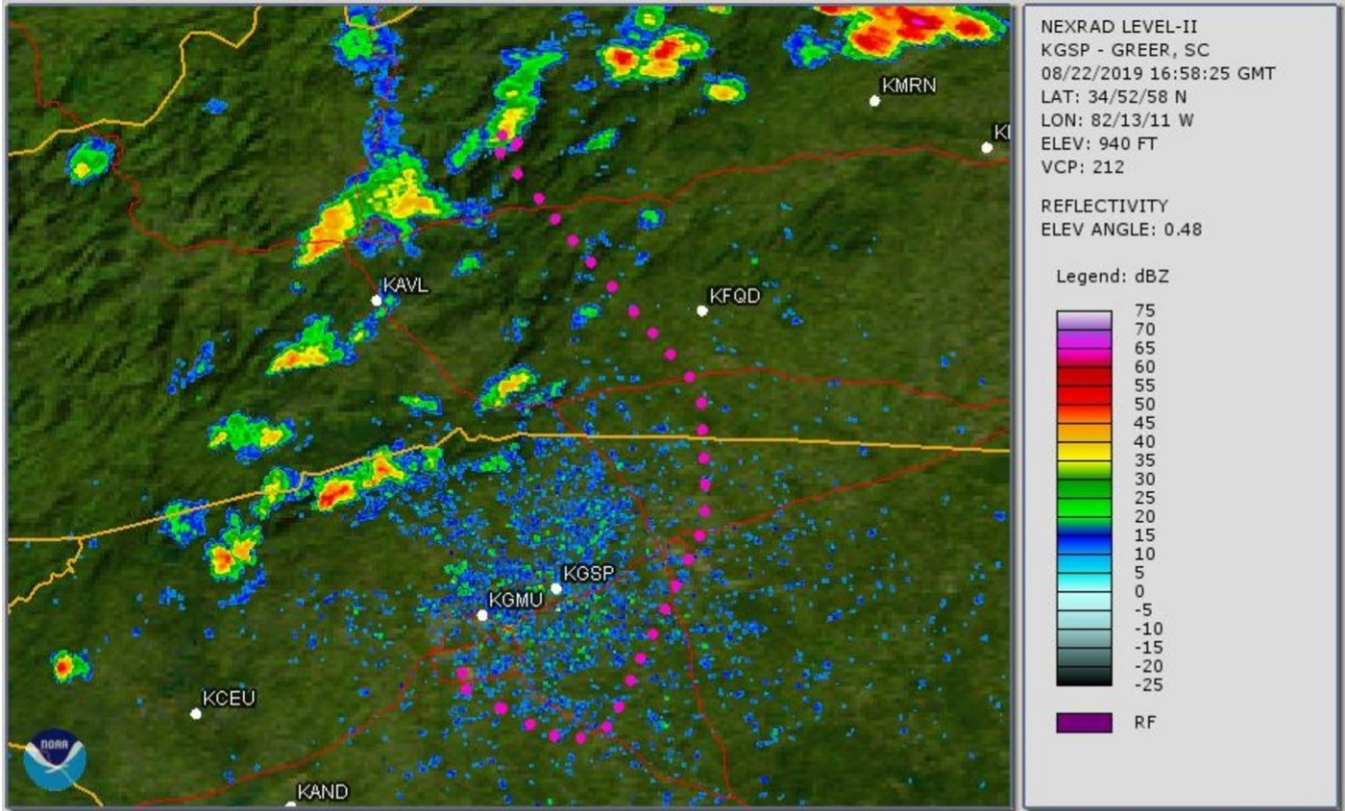 KMRN
KAVL
KFQD
KGSP
KGMU
KCEU
KAND
NOAA
NEXRAD LEVEL-II
KGSP - GREER, SC
08/22/2019 16:58:25 GMT
LAT: 34/52/58 N
LON: 82/13/11 W
ELEV: 940 FT
VCP: 212
REFLECTIVITY
ELEV ANGLE: 0.48
Legend: dBZ
75
70
65
60
55
50
45
40
35
30
25
20
15
10
5
0
-5
-10
-15
-20
-25
RF